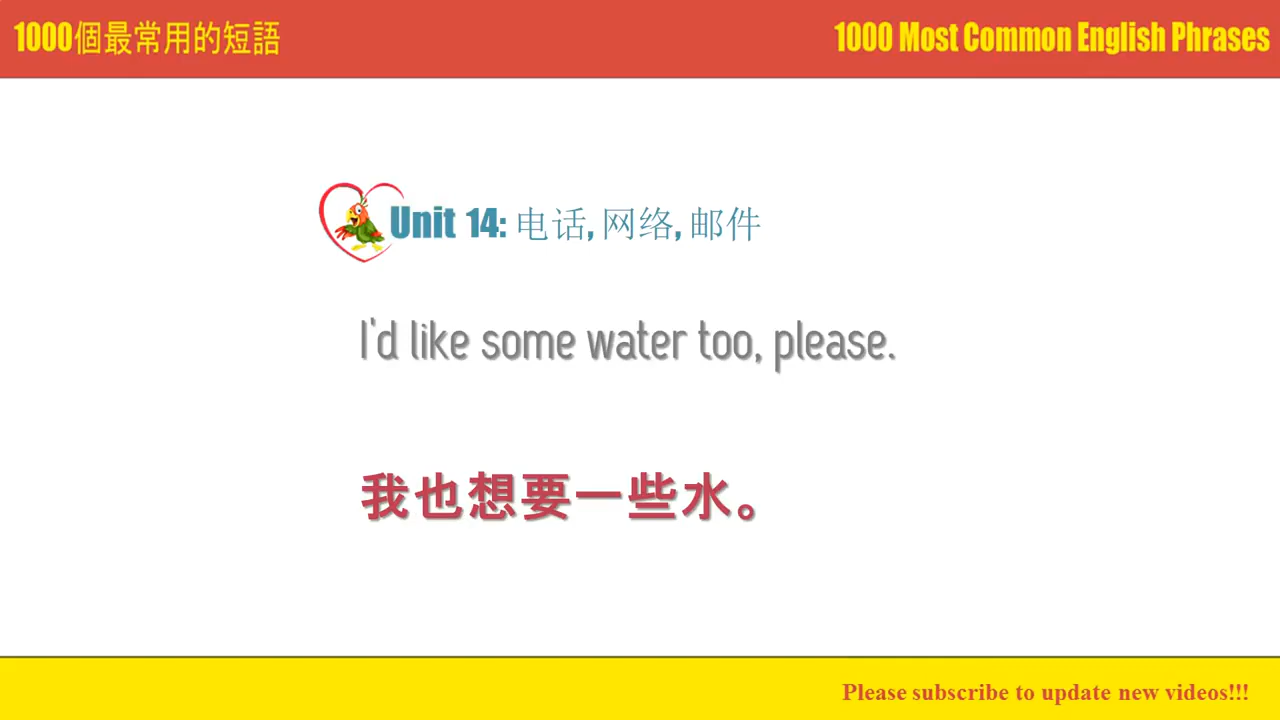 1000個最常用的短語
1000 Most Common English Phrases
Unit 14: 电话, 网络, 邮件
I'd like some water too, please.
我也想要一些水。
Please subscribe to update new videos!!!